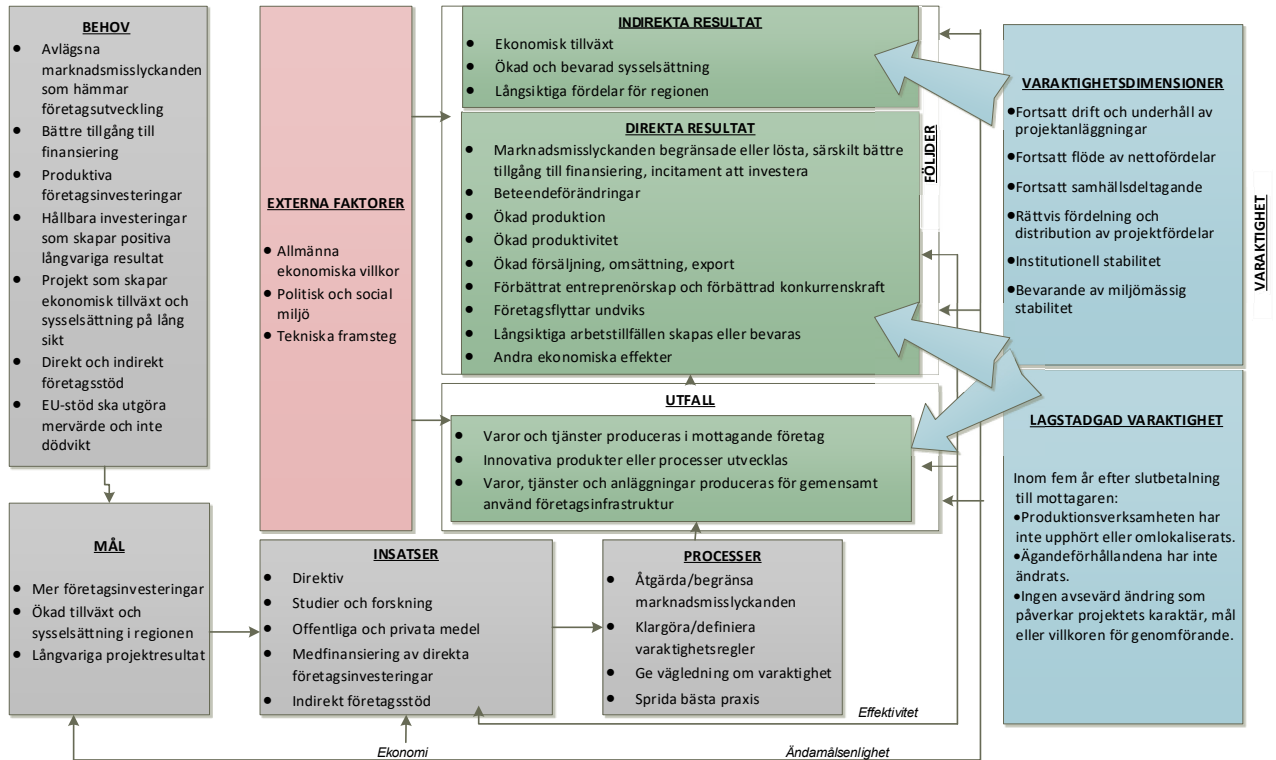 BEHOV
● Avlägsna
marknadsmisslyckanden
som hämmar
företagsutveckling
● Bättre tillgång till
finansiering
● Produktiva
företagsinvesteringar
● Hållbara investeringar
som skapar positiva
långvariga resultat
● Projekt som skapar
ekonomisk tillväxt och
sysselsättning på lång
sikt
● Direkt och indirekt
företagsstöd
● EU-stöd ska utgöra
mervärde och inte
dödvikt
MÅL
● Mer företagsinvesteringar
● Ökad tillväxt och
sysselsättning i regionen
● Långvariga projektresultat
EXTERNA FAKTORER
● Allmänna
ekonomiska villkor
● Politisk och social
miljö
● Tekniska framsteg
INDIREKTA RESULTAT
● Ekonomisk tillväxt
● Ökad och bevarad sysselsättning
● Långsiktiga fördelar för regionen
DIREKTA RESULTAT
● Marknadsmisslyckanden begränsade eller lösta, särskilt bättre
tillgång till finansiering, incitament att investera
● Beteendeförändringar
● Ökad produktion
● Ökad produktivitet
● Ökad försäljning, omsättning, export
● Förbättrat entreprenörskap och förbättrad konkurrenskraft
● Företagsflyttar undviks
● Långsiktiga arbetstillfällen skapas eller bevaras
● Andra ekonomiska effekter
FÖLJDER
UTFALL
● Varor och tjänster produceras i mottagande företag
● Innovativa produkter eller processer utvecklas
● Varor, tjänster och anläggningar produceras för gemensamt
använd företagsinfrastruktur
INSATSER
● Direktiv
● Studier och forskning
● Offentliga och privata medel
● Medfinansiering av direkta
företagsinvesteringar
● Indirekt företagsstöd
PROCESSER
● Åtgärda/begränsa
marknadsmisslyckanden
● Klargöra/definiera
varaktighetsregler
● Ge vägledning om varaktighet
● Sprida bästa praxis
VARAKTIGHETSDIMENSIONER
●Fortsatt drift och underhåll av
projektanläggningar
●Fortsatt flöde av nettofördelar
●Fortsatt samhällsdeltagande
●Rättvis fördelning och
distribution av projektfördelar
●Institutionell stabilitet
●Bevarande av miljömässig
stabilitet
VARAKTIGHET
LAGSTADGAD VARAKTIGHET
Inom fem år efter slutbetalning
till mottagaren:
●Produktionsverksamheten har
inte upphört eller omlokaliserats.
●Ägandeförhållandena har inte
ändrats.
●Ingen avsevärd ändring som
påverkar projektets karaktär, mål
eller villkoren för genomförande.
Effektivitet
Ekonomi
Ändamålsenlighet